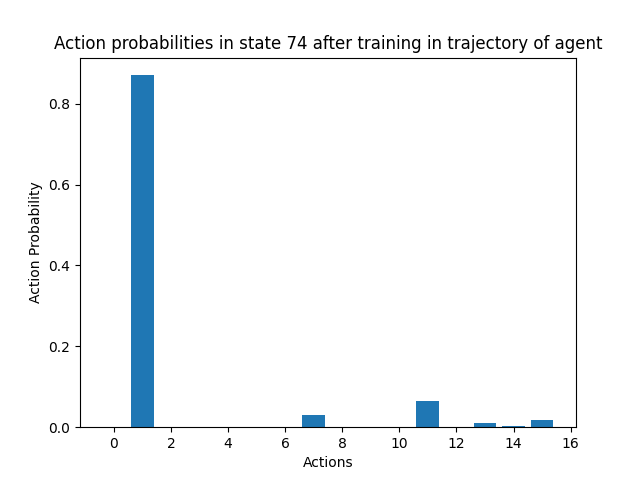 Action probabilities in state 74 after training in trajectory of agent
0.8
0.6
0.4
0.2
0.0
Action Probability
0 2 4 6 8 10 12 14 16
Actions